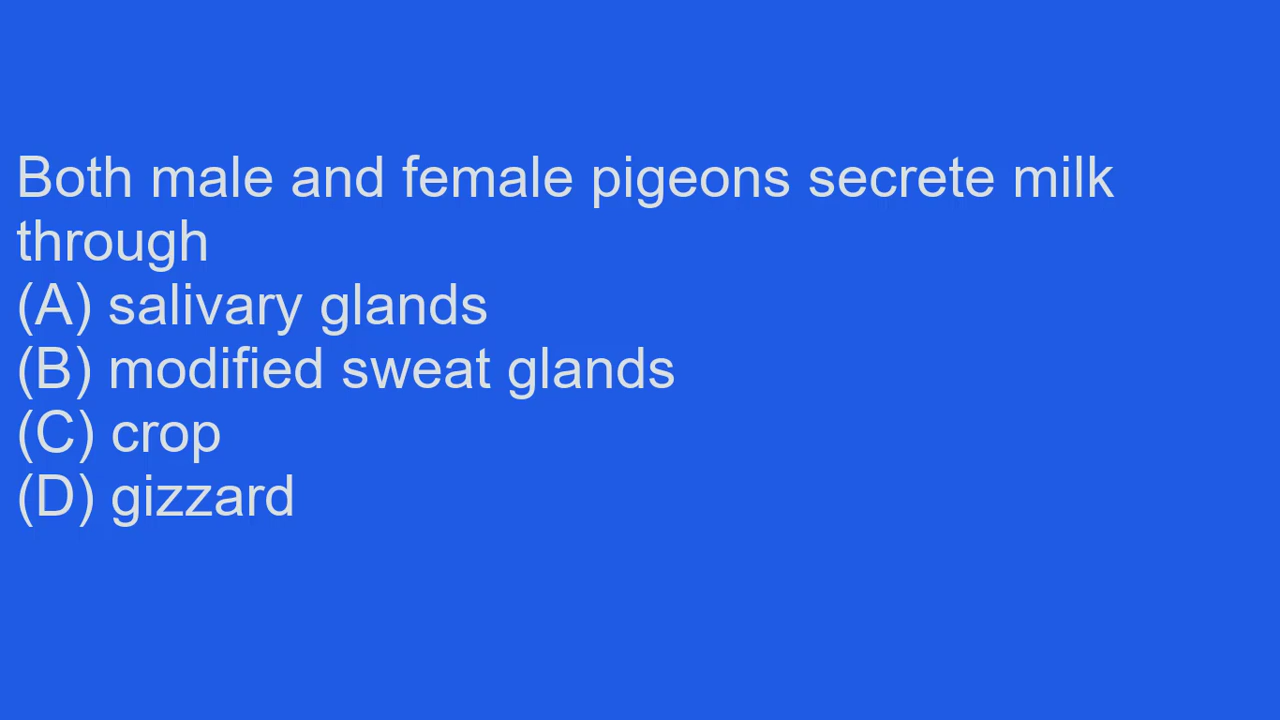 Both male and female pigeons secrete milk
through
(A) salivary glands
(B) modified sweat glands
(C) crop
(D) gizzard